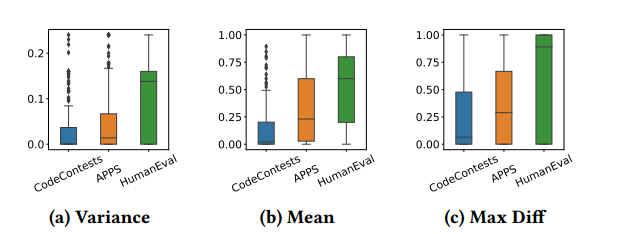 0.2
0.1
0.0
CodeContests
APPS
HumanEval
(a) Variance
1.00
0.75
0.50
0.25
0.00
CodeContests
APPS
HumanEval
(b) Mean
1.00
0.75
0.50
0.25
0.00
CodeContests
APPS
HumanEval
(c) Max Diff